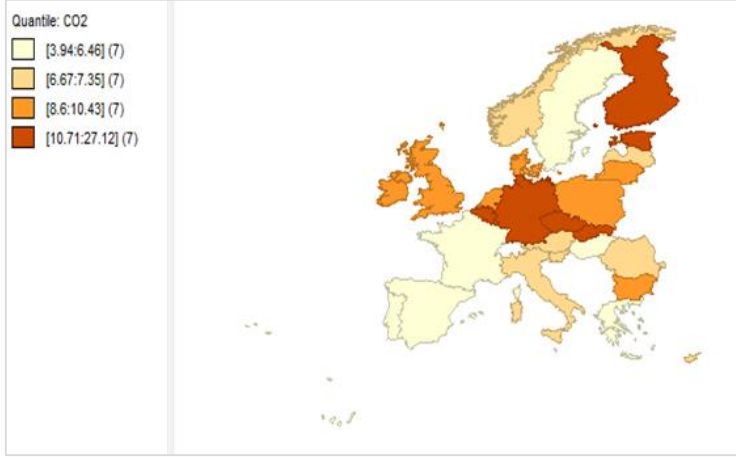 Quantile: CO2
[3.94:6.46] (7)
[6.67:7.35] (7)
[8.6:10.43] (7)
[10.71:27.12] (7)